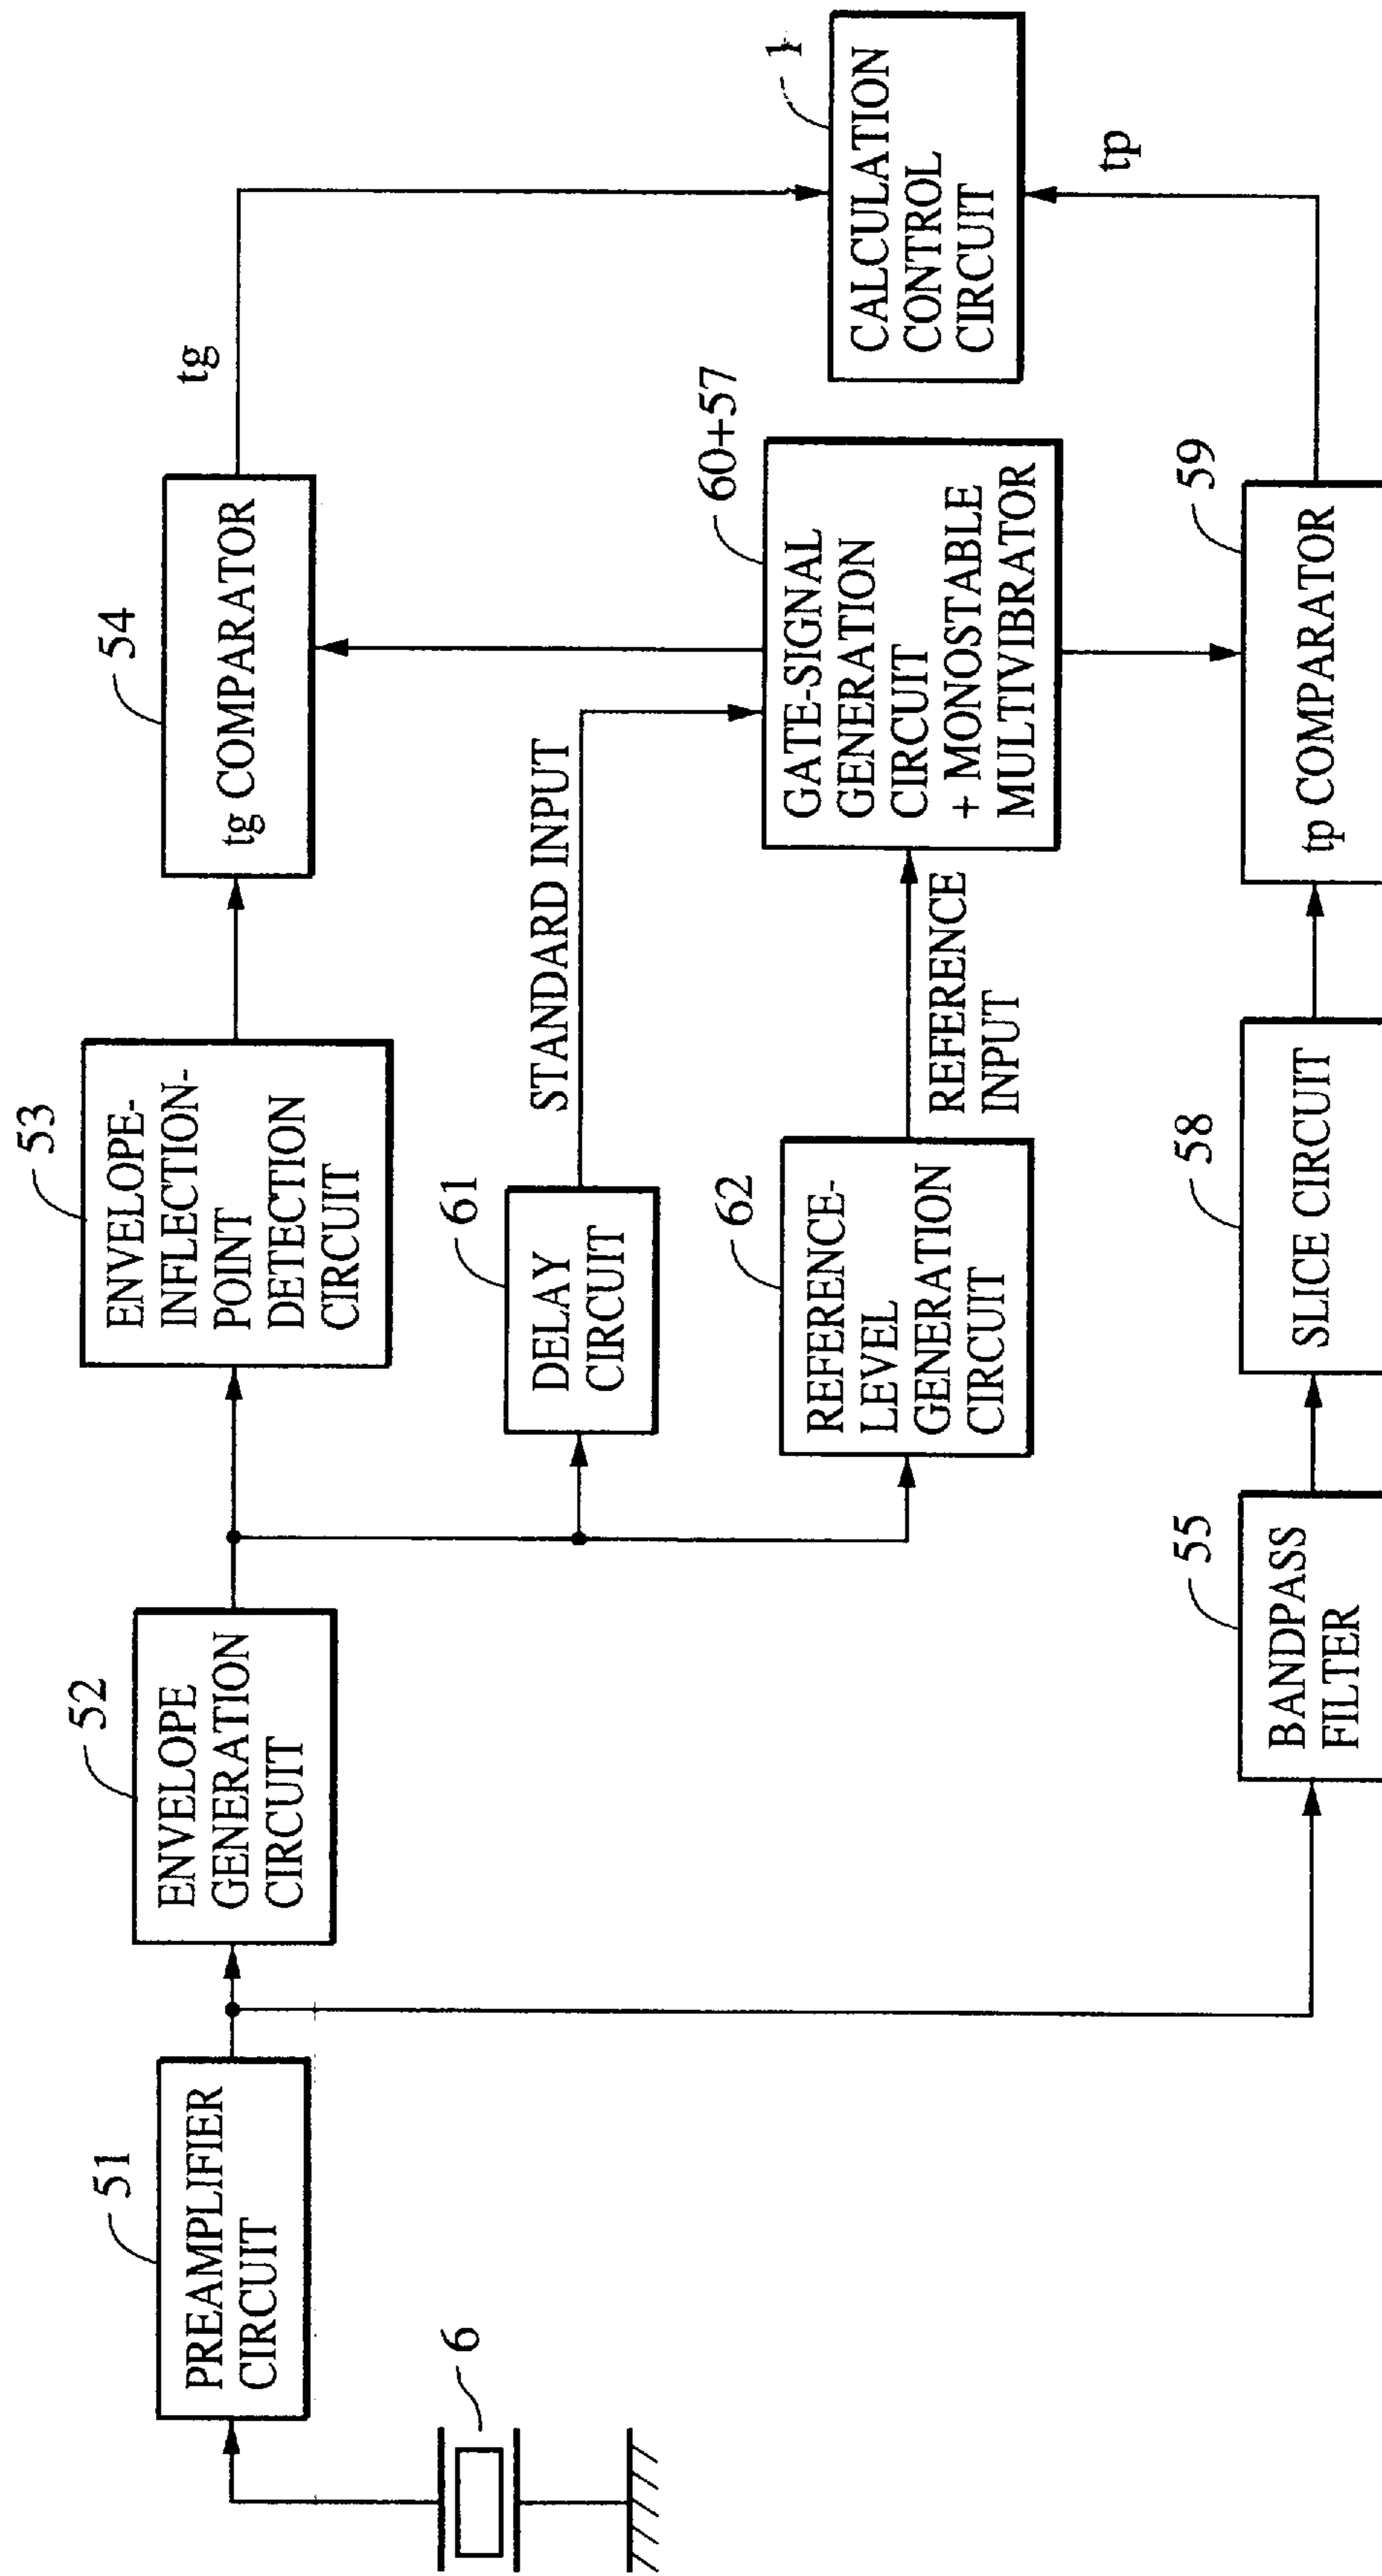 6
51
PREAMPLIFIER
CIRCUIT
52
ENVELOPE
GENERATION
CIRCUIT
53
ENVELOPE-
INFLECTION-
POINT
DETECTION
CIRCUIT
54
tg COMPARATOR
tg
61
DELAY
CIRCUIT
STANDARD INPUT
62
REFERENCE-
LEVEL
GENERATION
CIRCUIT
REFERENCE
INPUT
60+57
GATE-SIGNAL
GENERATION
CIRCUIT
+ MONOSTABLE
MULTIVIBRATOR
1
CALCULATION
CONTROL
CIRCUIT
tp
55
BANDPASS
FILTER
58
SLICE CIRCUIT
59
tp COMPARATOR